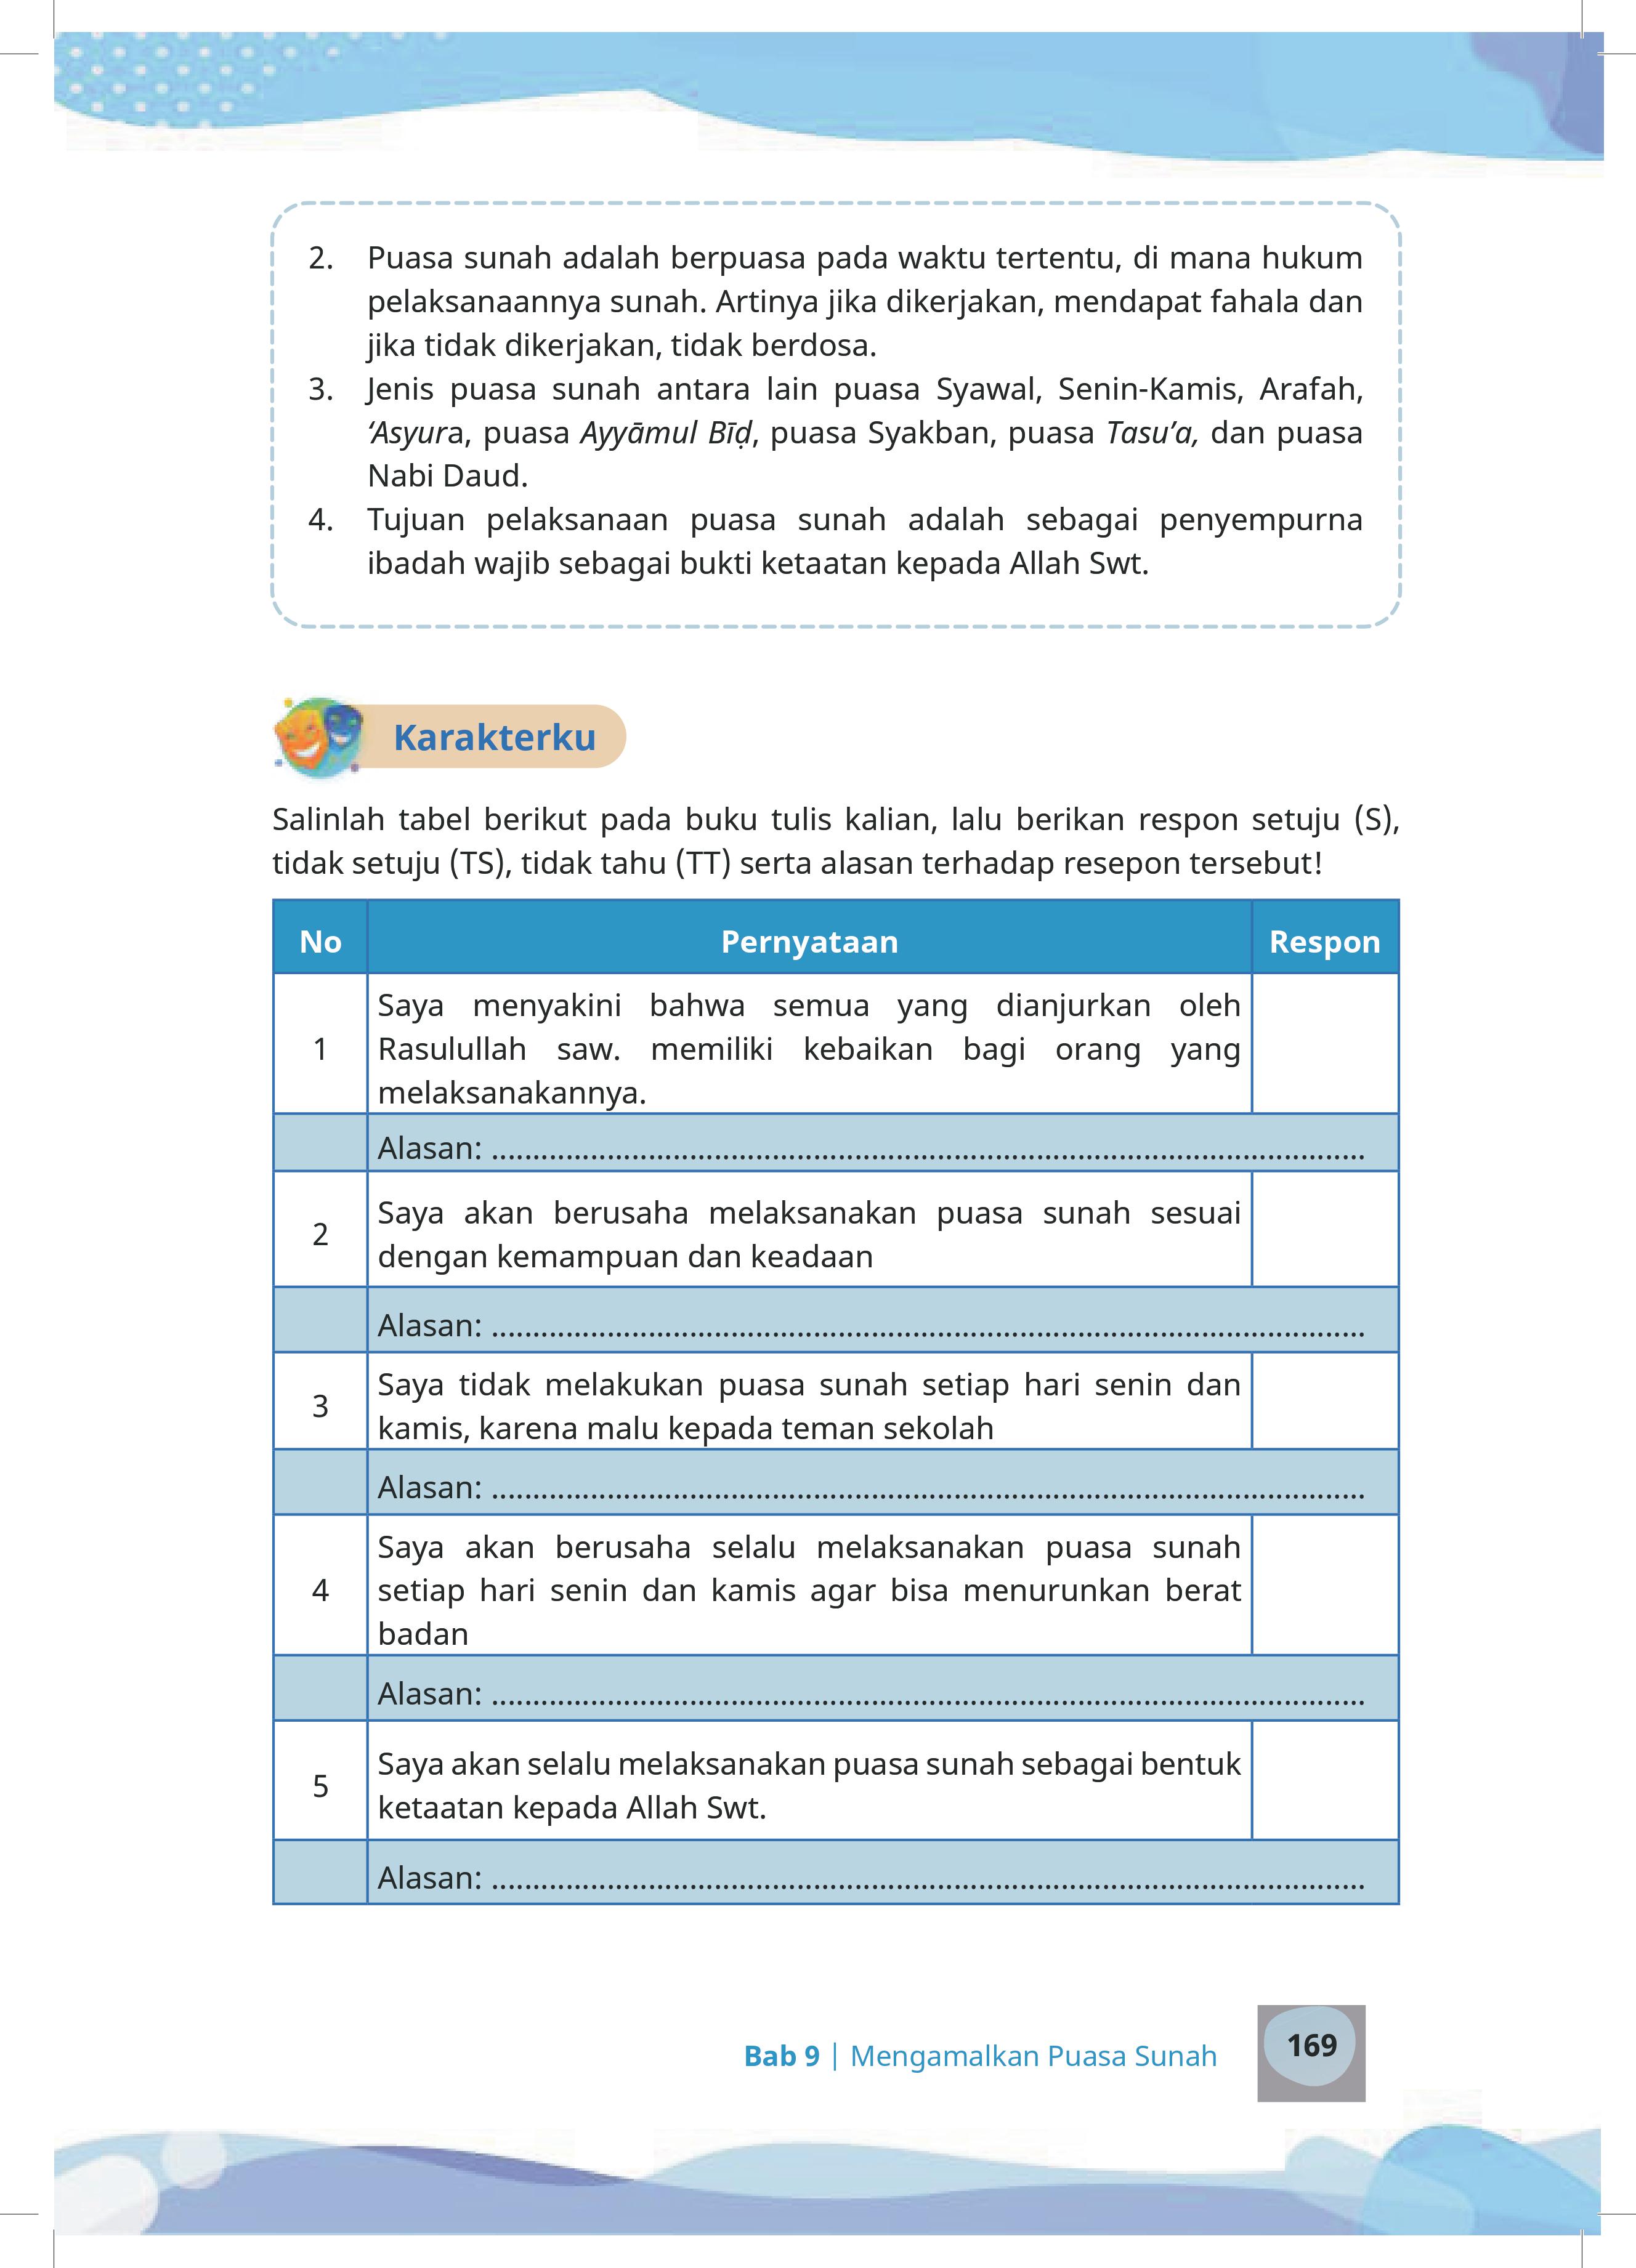 2. Puasa sunah adalah berpuasa pada waktu tertentu, di mana hukum
pelaksanaannya sunah. Artinya jika dikerjakan, mendapat fahala dan
jika tidak dikerjakan, tidak berdosa.
3. Jenis puasa sunah antara lain puasa Syawal, Senin-Kamis, Arafah,
‘Asyura, puasa Ayyāmul Bīḍ, puasa Syakban, puasa Tasu’a, dan puasa
Nabi Daud.
4. Tujuan pelaksanaan puasa sunah adalah sebagai penyempurna
ibadah wajib sebagai bukti ketaatan kepada Allah Swt.
Karakterku
Salinlah tabel berikut pada buku tulis kalian, lalu berikan respon setuju (S),
tidak setuju (TS), tidak tahu (TT) serta alasan terhadap resepon tersebut!
No Pernyataan Respon
Saya menyakini bahwa semua yang dianjurkan oleh
1 Rasulullah saw. memiliki kebaikan bagi orang yang
melaksanakannya.
Alasan: ..........................................................................................................
2 Saya akan berusaha melaksanakan puasa sunah sesuai
dengan kemampuan dan keadaan
Alasan: ..........................................................................................................
3 Saya tidak melakukan puasa sunah setiap hari senin dan
kamis, karena malu kepada teman sekolah
Alasan: ..........................................................................................................
Saya akan berusaha selalu melaksanakan puasa sunah
4 setiap hari senin dan kamis agar bisa menurunkan berat
badan
Alasan: ..........................................................................................................
5 Saya akan selalu melaksanakan puasa sunah sebagai bentuk
ketaatan kepada Allah Swt.
Alasan: ..........................................................................................................
Bab 9 | Mengamalkan Puasa Sunah 169